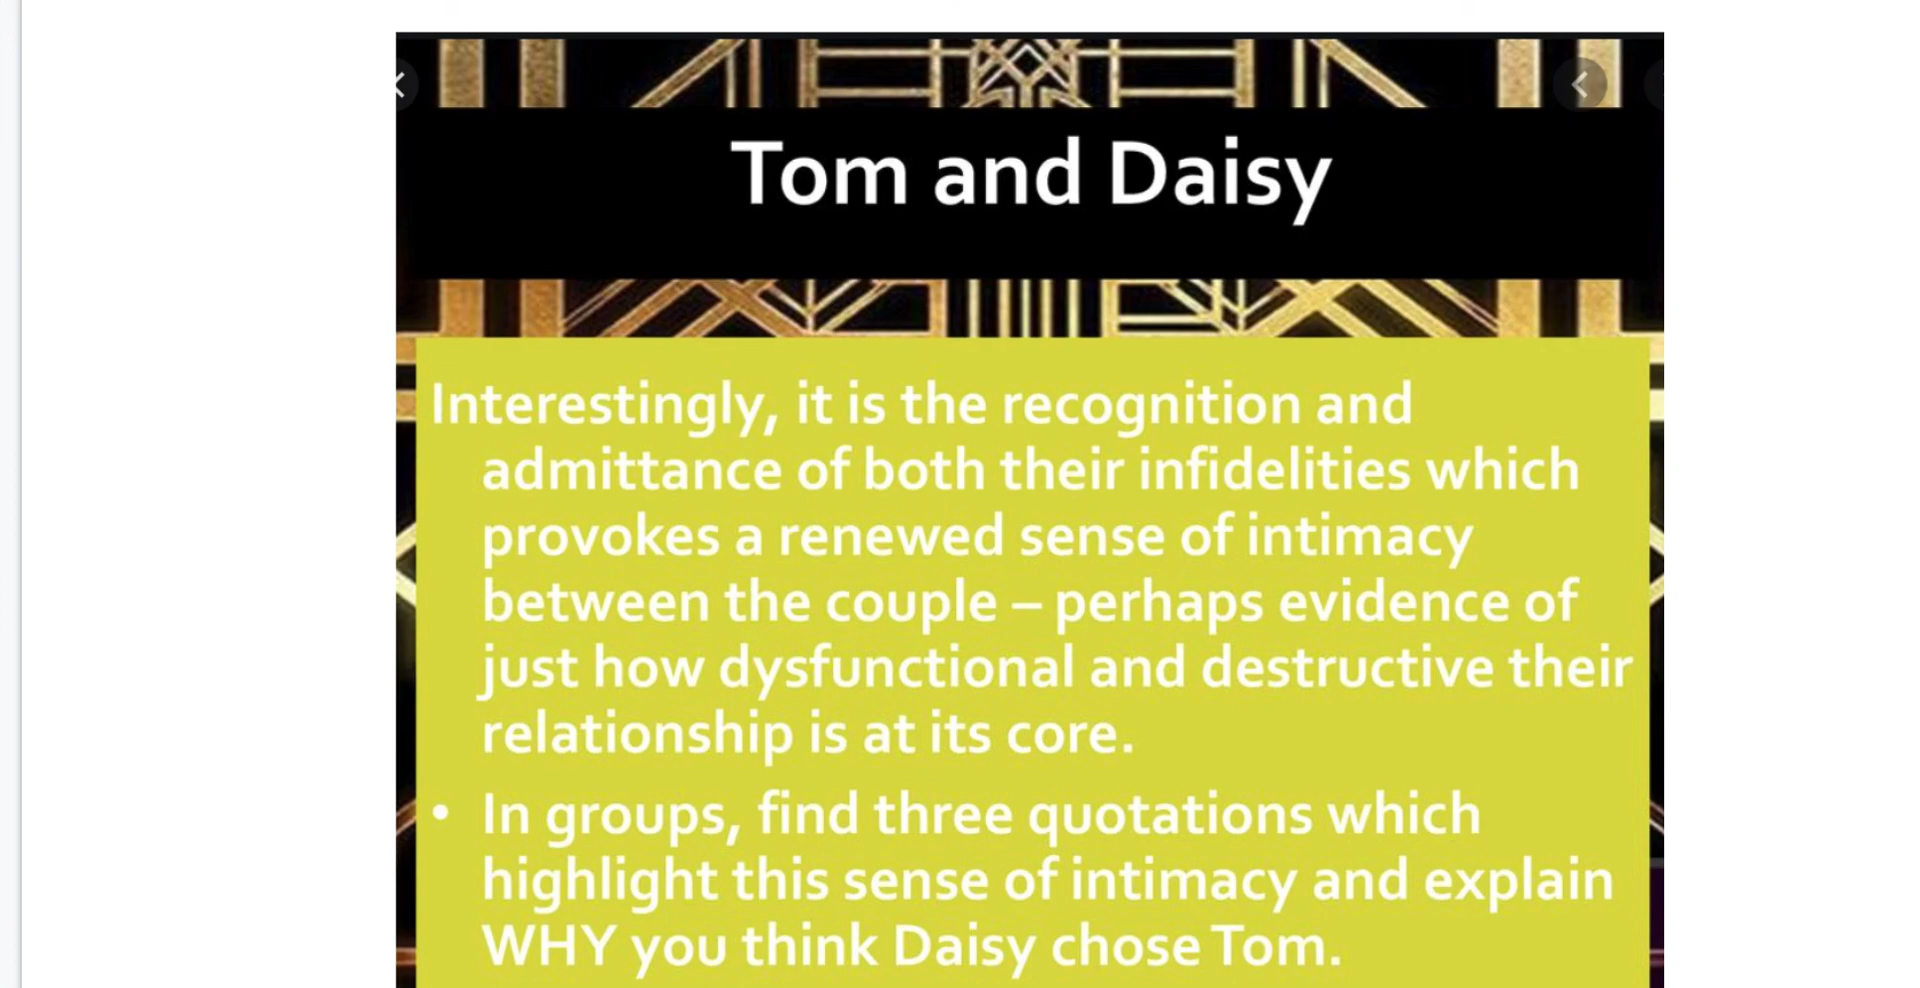 Tom and Daisy
Interestingly, it is the recognition and
admittance of both their infidelities which
provokes a renewed sense of intimacy
between the couple – perhaps evidence of
just how dysfunctional and destructive their
relationship is at its core.
• In groups, find three quotations which
highlight this sense of intimacy and explain
WHY you think Daisy chose Tom.